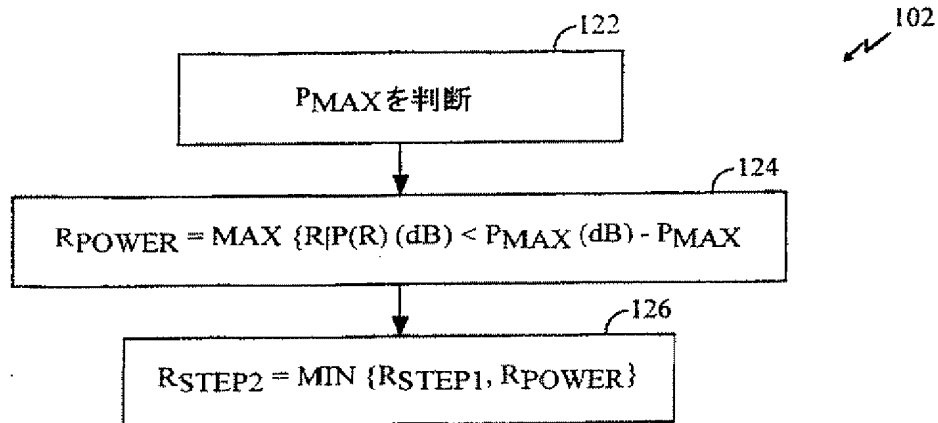 102
122
PMAXを判断
124
RPOWER = MAX {R|P(R) (dB) < PMAX (dB) - PMAX
126
RSTEP2 = MIN {RSTEP1, RPOWER}